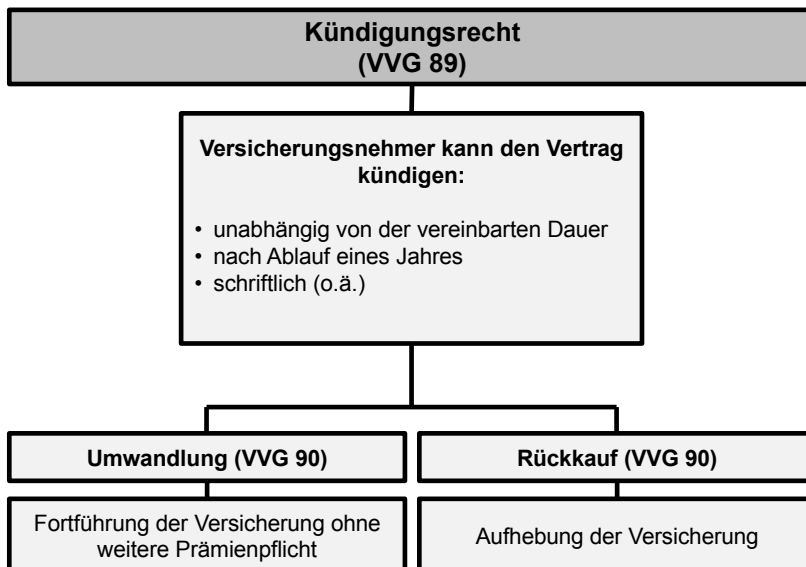 Kündigungsrecht
(VVG 89)
Versicherungsnehmer kann den Vertrag
kündigen:
• unabhängig von der vereinbarten Dauer
• nach Ablauf eines Jahres
• schriftlich (o.ä.)
Umwandlung (VVG 90)
Rückkauf (VVG 90)
Fortführung der Versicherung ohne
weitere Prämienpflicht
Aufhebung der Versicherung